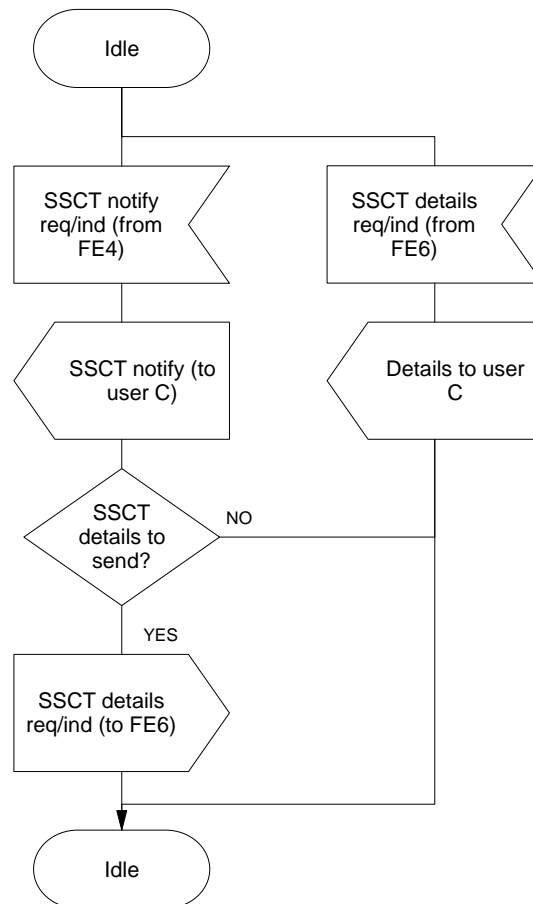 Idle
SSCT notify
req/ind (from
FE4)
SSCT details
req/ind (from
FE6)
SSCT notify (to
user C)
Details to user
C
SSCT
details to
send?
NO
YES
SSCT details
req/ind (to FE6)
Idle